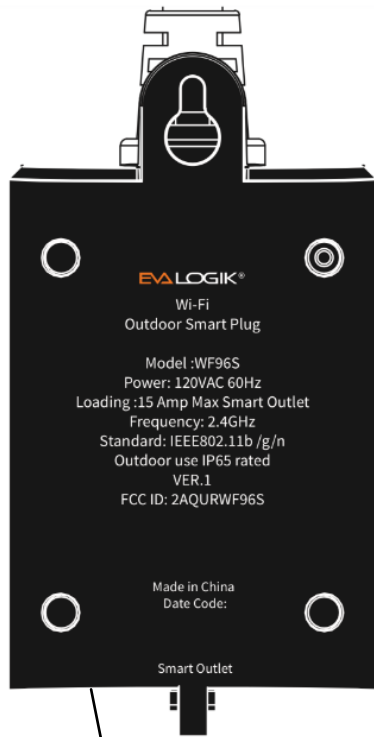 EVALOGIK®
Wi-Fi
Outdoor Smart Plug
Model :WF96S
Power: 120VAC 60Hz
Loading :15 Amp Max Smart Outlet
Frequency: 2.4GHz
Standard: IEEE802.11b /g/n
Outdoor use IP65 rated
VER.1
FCC ID: 2AQURWF96S
Made in China
Date Code:
Smart Outlet